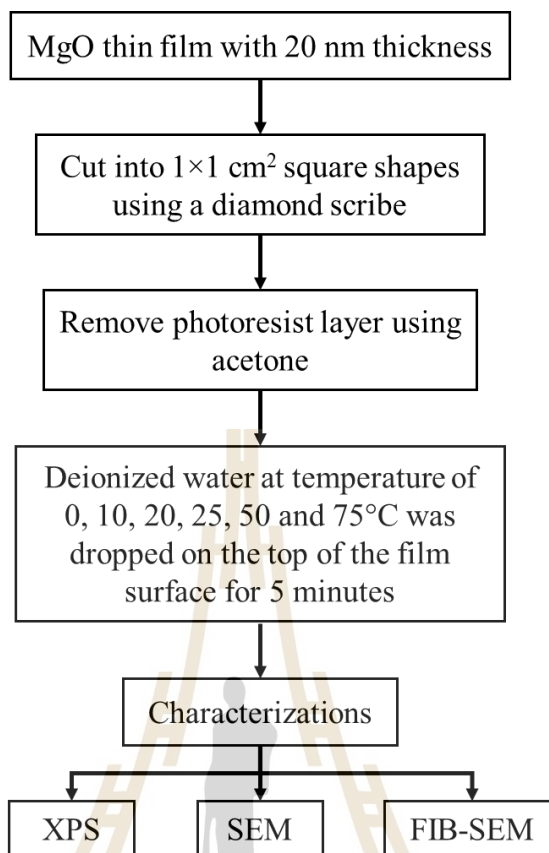 MgO thin film with 20 nm thickness
Cut into 1×1 cm² square shapes
using a diamond scribe
Remove photoresist layer using
acetone
Deionized water at temperature of
0, 10, 20, 25, 50 and 75°C was
dropped on the top of the film
surface for 5 minutes
Characterizations
XPS
SEM
FIB-SEM